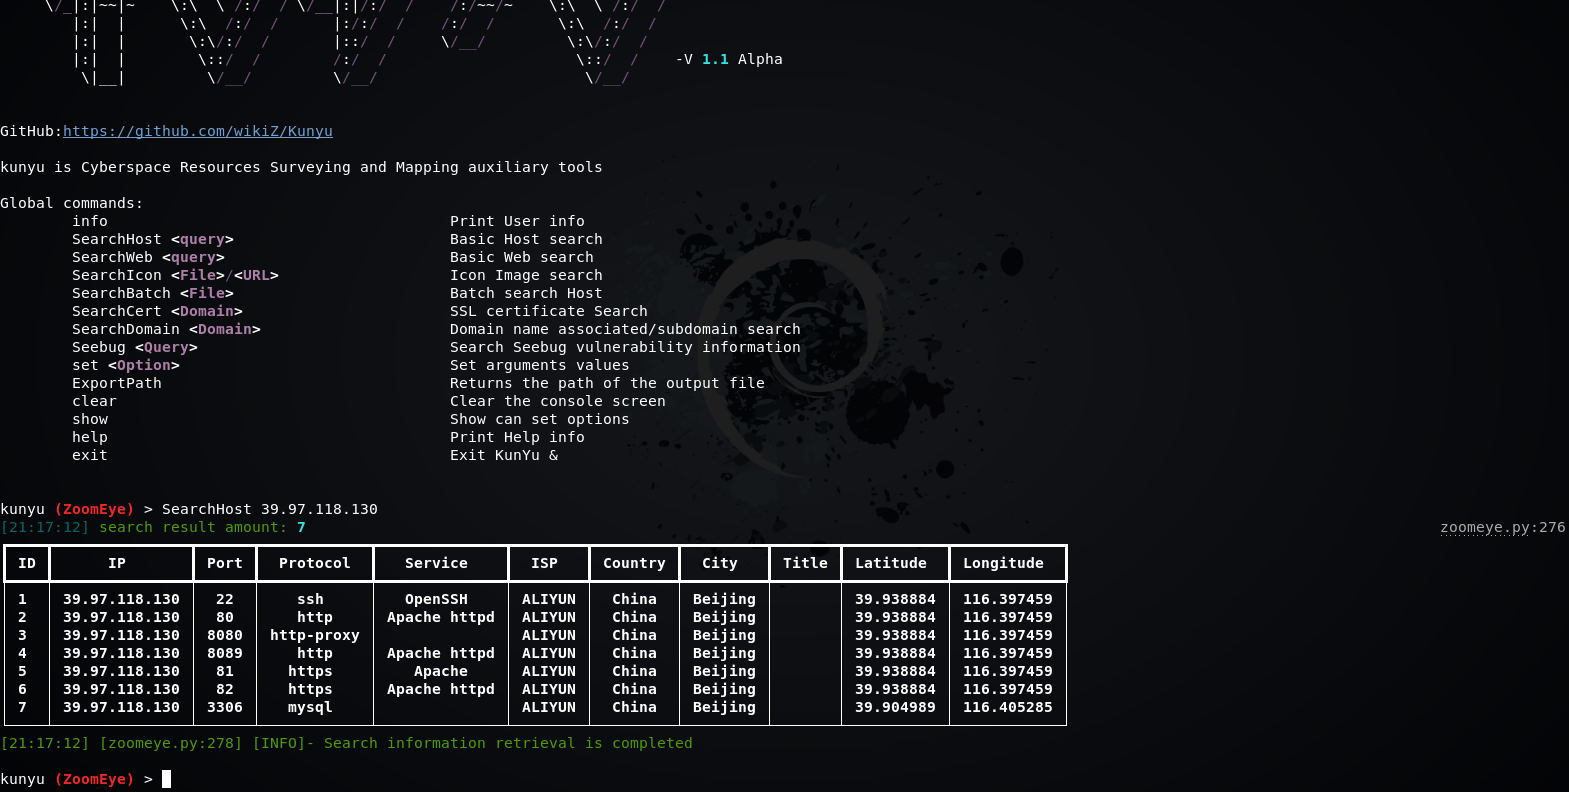 -V 1.1 Alpha
GitHub:https://github.com/wikiZ/Kunyu
kunyu is Cyberspace Resources Surveying and Mapping auxiliary tools
Global commands:
info Print User info
SearchHost <query> Basic Host search
SearchWeb <query> Basic Web search
SearchIcon <File>/<URL> Icon Image search
SearchBatch <File> Batch search Host
SearchCert <Domain> SSL certificate Search
SearchDomain <Domain> Domain name associated/subdomain search
Seebug <Query> Search Seebug vulnerability information
set <Option> Set arguments values
ExportPath Returns the path of the output file
clear Clear the console screen
show Show can set options
help Print Help info
exit Exit KunYu &
kunyu (ZoomEye) > SearchHost 39.97.118.130
[21:17:12] search result amount: 7 zoomeye.py:276
ID IP Port Protocol Service ISP Country City Title Latitude Longitude
1 39.97.118.130 22 ssh OpenSSH ALIYUN China Beijing 39.938884 116.397459
2 39.97.118.130 80 http Apache httpd ALIYUN China Beijing 39.938884 116.397459
3 39.97.118.130 8080 http-proxy ALIYUN China Beijing 39.938884 116.397459
4 39.97.118.130 8089 http Apache httpd ALIYUN China Beijing 39.938884 116.397459
5 39.97.118.130 81 https Apache ALIYUN China Beijing 39.938884 116.397459
6 39.97.118.130 82 https Apache httpd ALIYUN China Beijing 39.938884 116.397459
7 39.97.118.130 3306 mysql ALIYUN China Beijing 39.904989 116.405285
[21:17:12] [zoomeye.py:278] [INFO]- Search information retrieval is completed
kunyu (ZoomEye) >